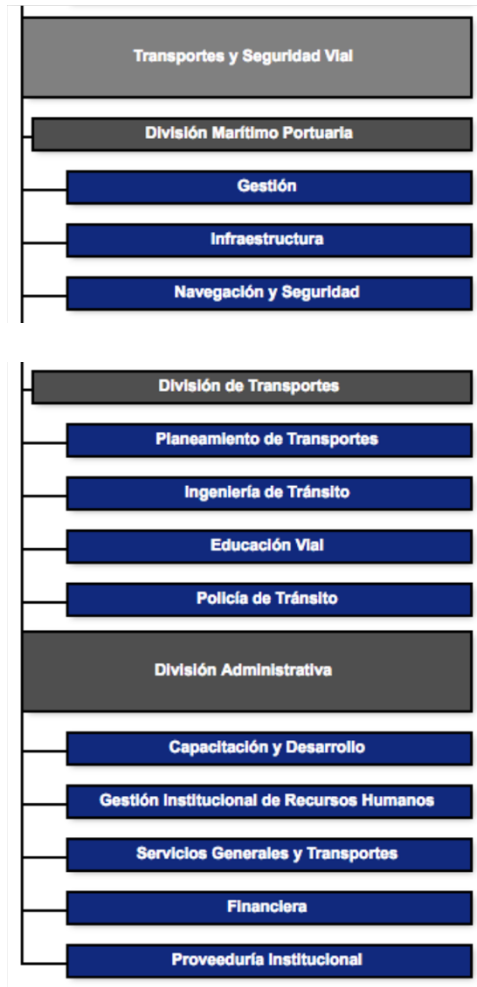 Transportes y Seguridad Vial
División Marítimo Portuaria
Gestión
Infraestructura
Navegación y Seguridad
División de Transportes
Planeamiento de Transportes
Ingeniería de Tránsito
Educación Vial
Policía de Tránsito
División Administrativa
Capacitación y Desarrollo
Gestión Institucional de Recursos Humanos
Servicios Generales y Transportes
Financiera
Proveeduría Institucional